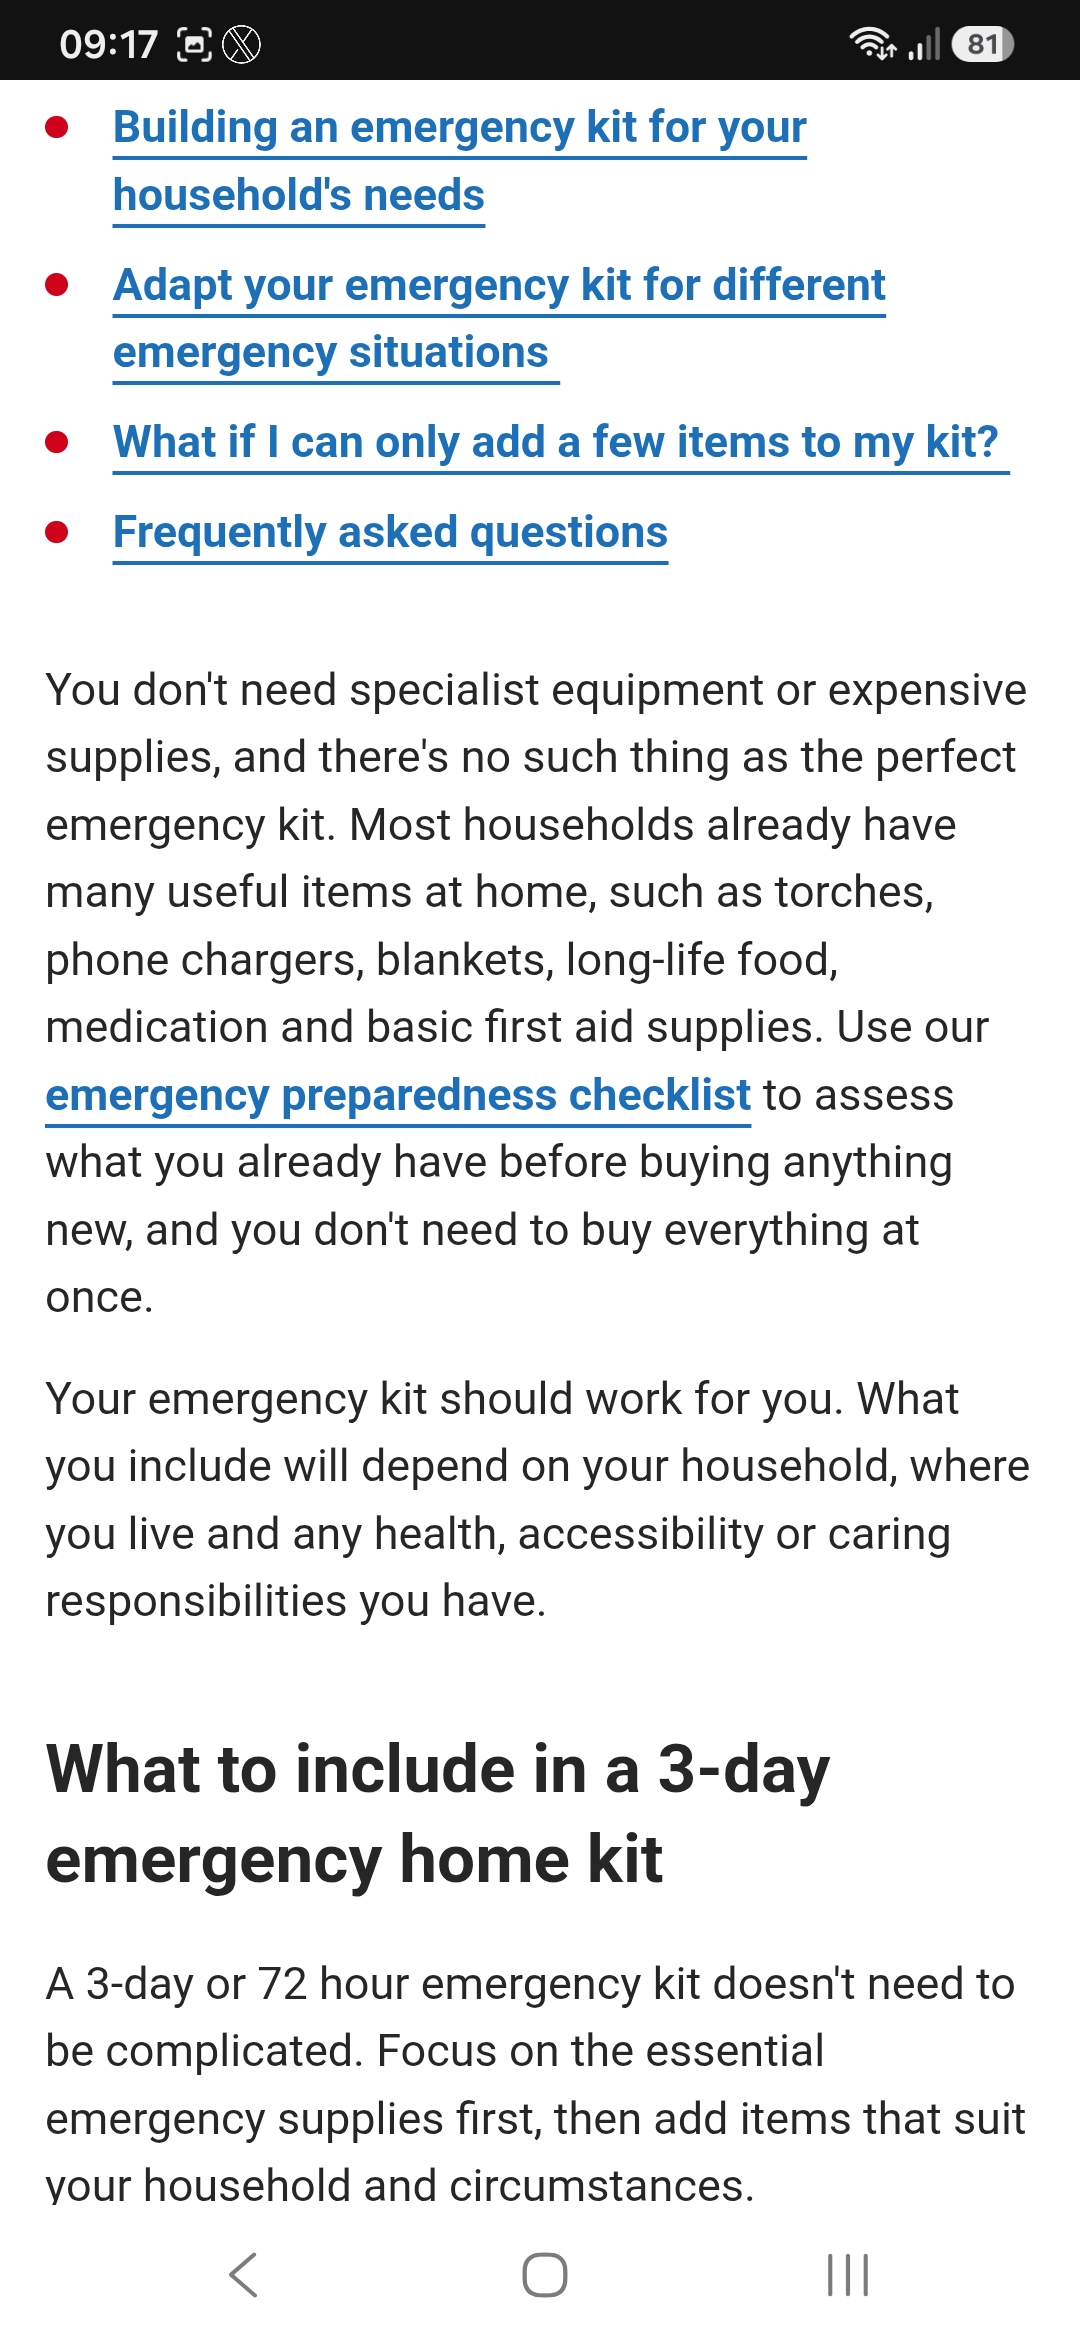 09:17
81
Building an emergency kit for your
household's needs
Adapt your emergency kit for different
emergency situations
What if I can only add a few items to my kit?
Frequently asked questions
You don't need specialist equipment or expensive
supplies, and there's no such thing as the perfect
emergency kit. Most households already have
many useful items at home, such as torches,
phone chargers, blankets, long-life food,
medication and basic first aid supplies. Use our
emergency preparedness checklist to assess
what you already have before buying anything
new, and you don't need to buy everything at
once.
Your emergency kit should work for you. What
you include will depend on your household, where
you live and any health, accessibility or caring
responsibilities you have.
What to include in a 3-day
emergency home kit
A 3-day or 72 hour emergency kit doesn't need to
be complicated. Focus on the essential
emergency supplies first, then add items that suit
your household and circumstances.